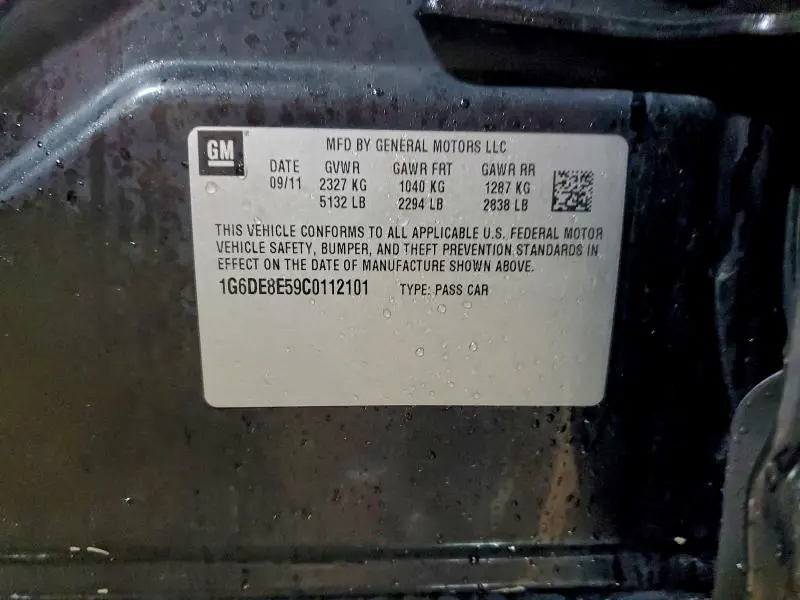 GM
MFD BY GENERAL MOTORS LLC
DATE GVWR GAWR FRT GAWR RR
09/11 2327 KG 1040 KG 1287 KG
5132 LB 2294 LB 2838 LB
THIS VEHICLE CONFORMS TO ALL APPLICABLE U.S. FEDERAL MOTOR
VEHICLE SAFETY, BUMPER, AND THEFT PREVENTION STANDARDS IN
EFFECT ON THE DATE OF MANUFACTURE SHOWN ABOVE.
1G6DE8E59C0112101 TYPE: PASS CAR